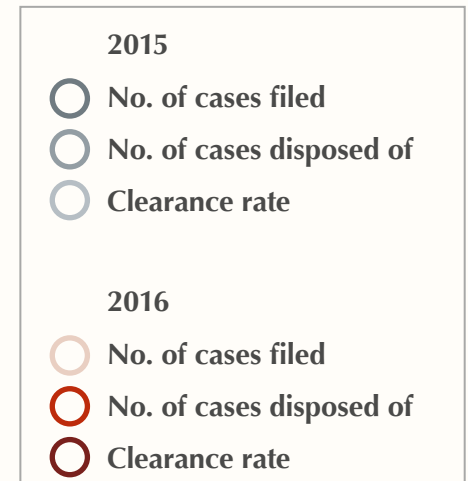 2015
No. of cases filed
No. of cases disposed of
Clearance rate
2016
No. of cases filed
No. of cases disposed of
Clearance rate